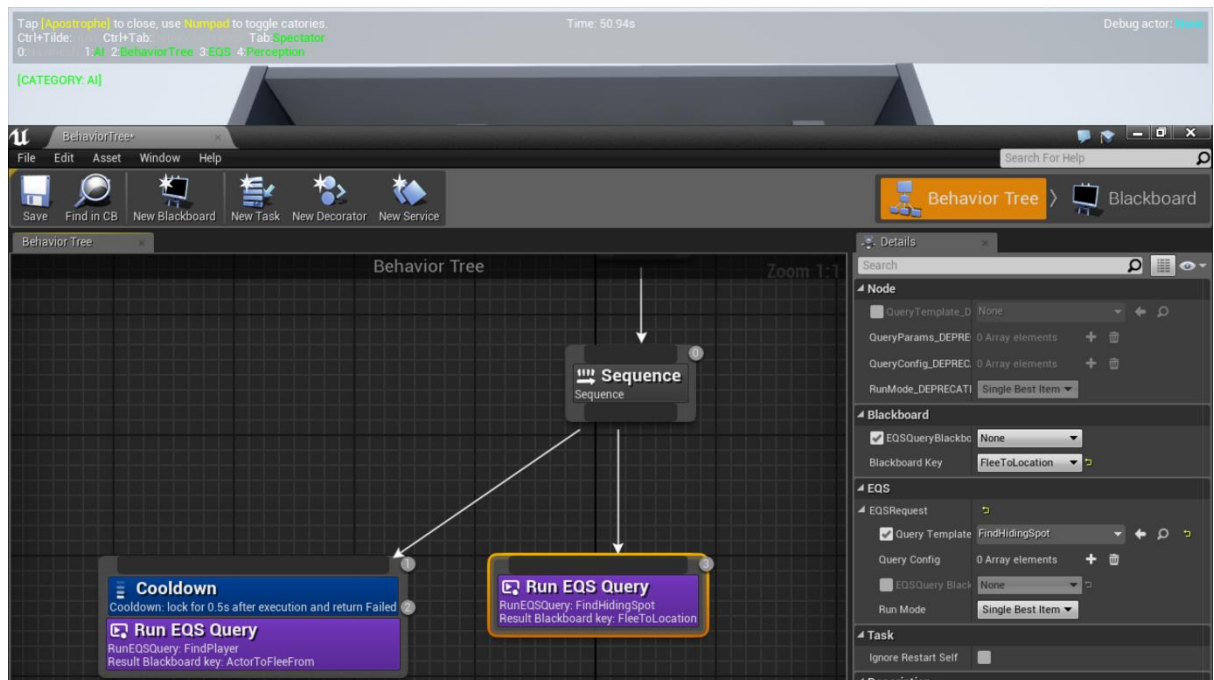 Tap [Apostrophe] to close, use Numpad to toggle catories.
Time: 50.94s
Debug actor:
Ctrl+Tilde: Ctrl+Tab: Tab:Spectator
0: 1:AI 2:BehaviorTree 3:EQS 4:Perception
[CATEGORY: AI]
BehaviorTree*
File Edit Asset Window Help
Search For Help
Save Find in CB New Blackboard New Task New Decorator New Service
Behavior Tree Blackboard
Behavior Tree
Details
Behavior Tree
Zoom 1:1
Search
Node
QueryTemplate_D None
QueryParams_DEPRE 0 Array elements
QueryConfig_DEPREC 0 Array elements
RunMode_DEPRECATI Single Best Item
0
Sequence
Sequence
Blackboard
EQSQueryBlackbo None
Blackboard Key FleeToLocation
EQS
EQSRequest
Query Template FindHidingSpot
Query Config 0 Array elements
EQSQuery Black None
Run Mode Single Best Item
Task
Ignore Restart Self
1
Cooldown
Cooldown: lock for 0.5s after execution and return Failed
2
Run EQS Query
RunEQSQuery: FindPlayer
Result Blackboard key: ActorToFleeFrom
3
Run EQS Query
RunEQSQuery: FindHidingSpot
Result Blackboard key: FleeToLocation